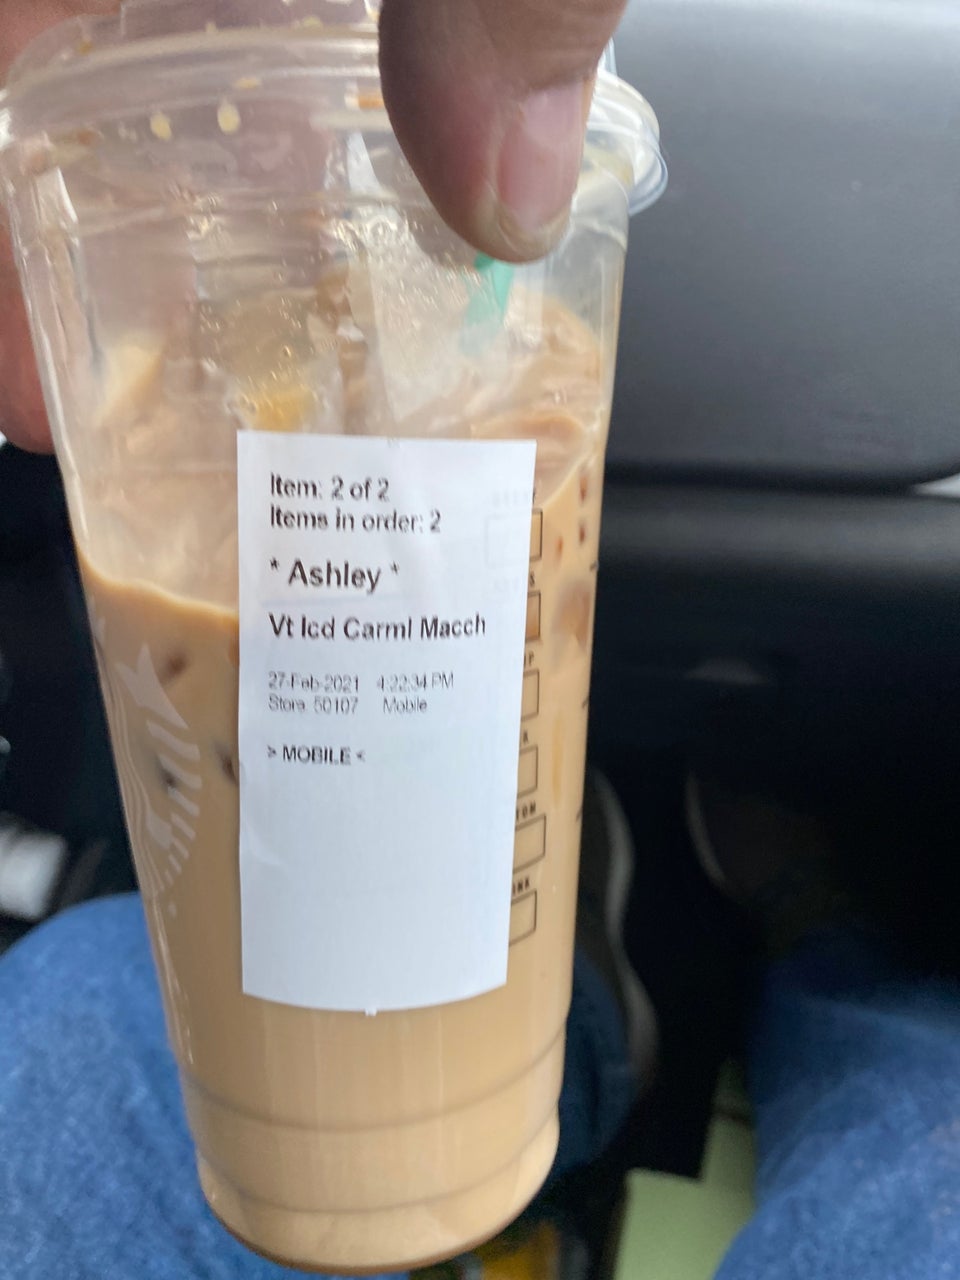 Item: 2 of 2
Items in order: 2
* Ashley *
Vt Icd Carml Macch
27-Feb-2021 4:22:34 PM
Store: 50107 Mobile
> MOBILE <